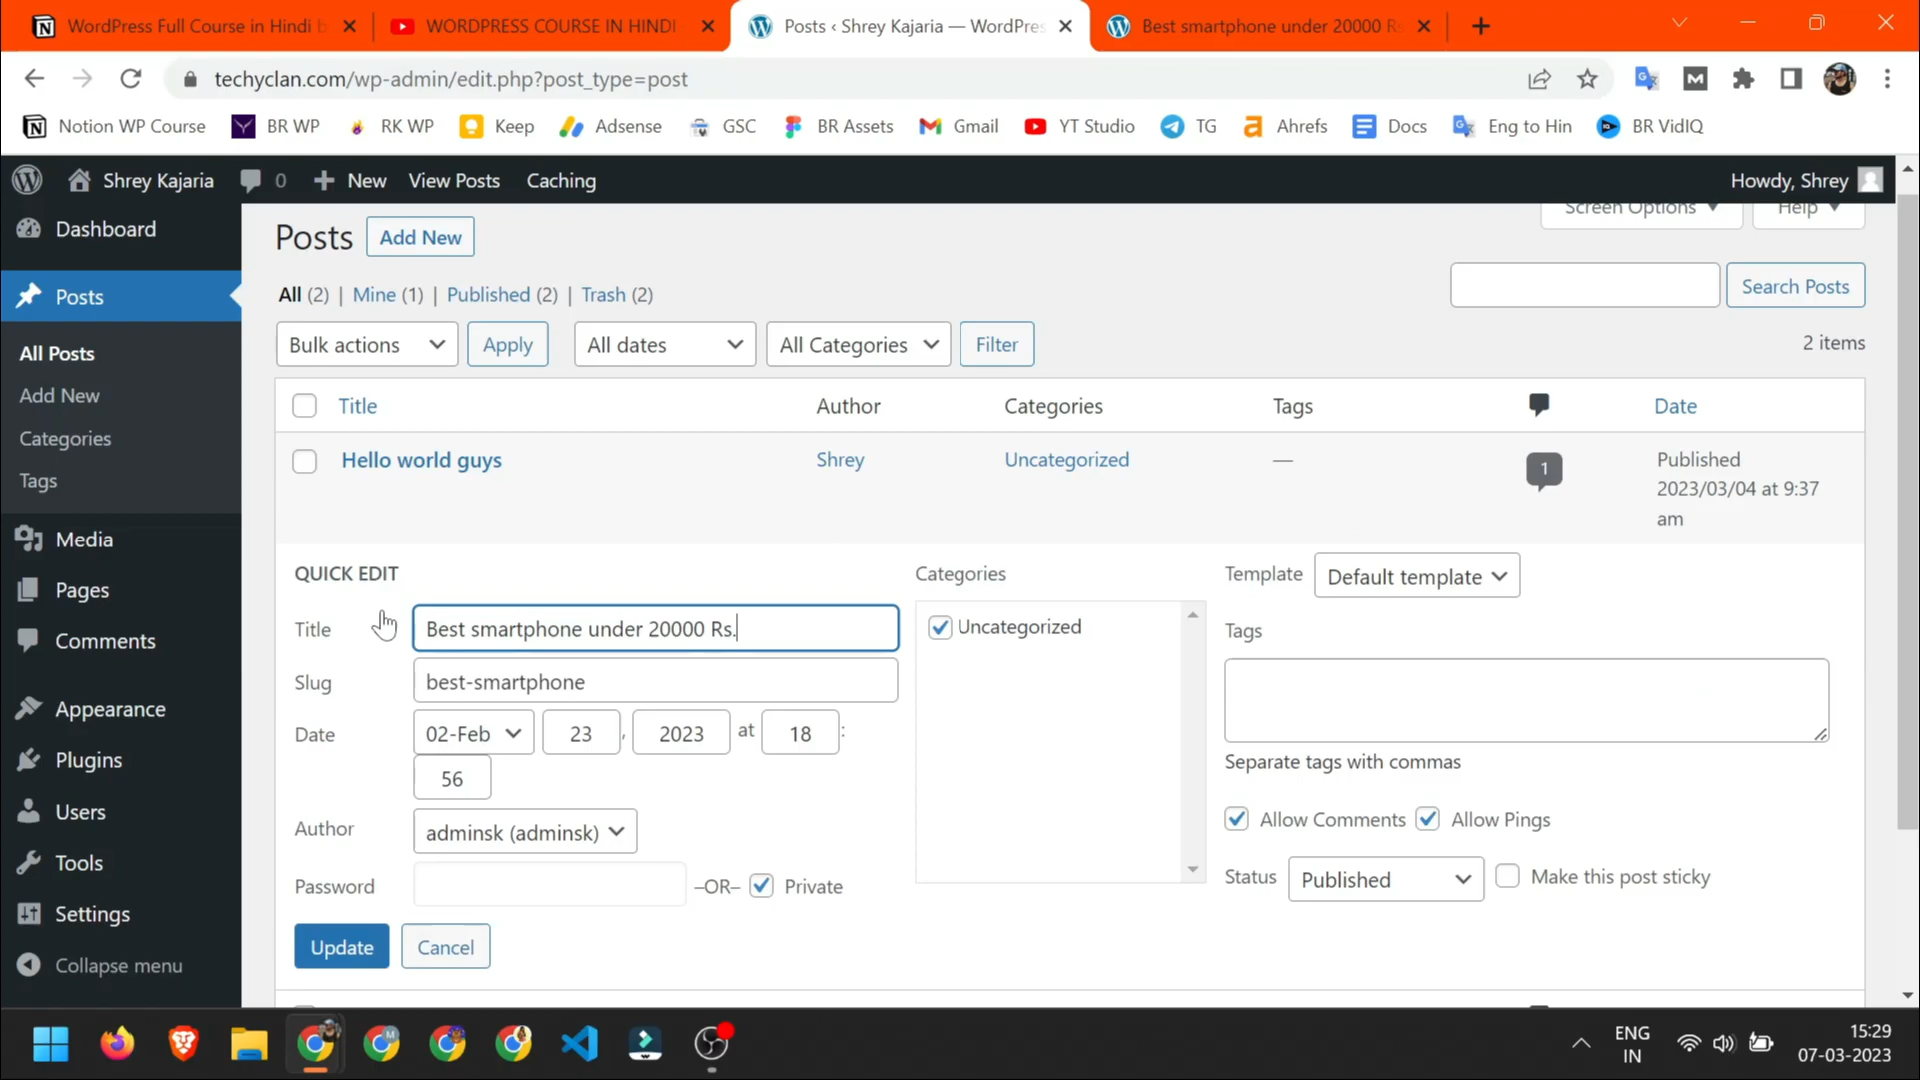 WordPress Full Course in Hindi b
WORDPRESS COURSE IN HINDI
Posts ‹ Shrey Kajaria — WordPres
Best smartphone under 20000 Rs
techyclan.com/wp-admin/edit.php?post_type=post
Notion WP Course
BR WP
RK WP
Keep
Adsense
GSC
BR Assets
Gmail
YT Studio
TG
Ahrefs
Docs
Eng to Hin
BR VidIQ
Shrey Kajaria
0
New
View Posts
Caching
Howdy, Shrey
Dashboard
Posts
All Posts
Add New
Categories
Tags
Media
Pages
Comments
Appearance
Plugins
Users
Tools
Settings
Collapse menu
Screen Options
Help
Posts
Add New
All (2) | Mine (1) | Published (2) | Trash (2)
Search Posts
Bulk actions
Apply
All dates
All Categories
Filter
2 items
Title
Author
Categories
Tags
Date
Hello world guys
Shrey
Uncategorized
—
1
Published
2023/03/04 at 9:37
am
QUICK EDIT
Title
Best smartphone under 20000 Rs.
Slug
best-smartphone
Date
02-Feb 23 , 2023 at 18 :
56
Author
adminsk (adminsk)
Password
–OR–
Private
Update
Cancel
Categories
Uncategorized
Template
Default template
Tags
Separate tags with commas
Allow Comments
Allow Pings
Status
Published
Make this post sticky
ENG
IN
15:29
07-03-2023